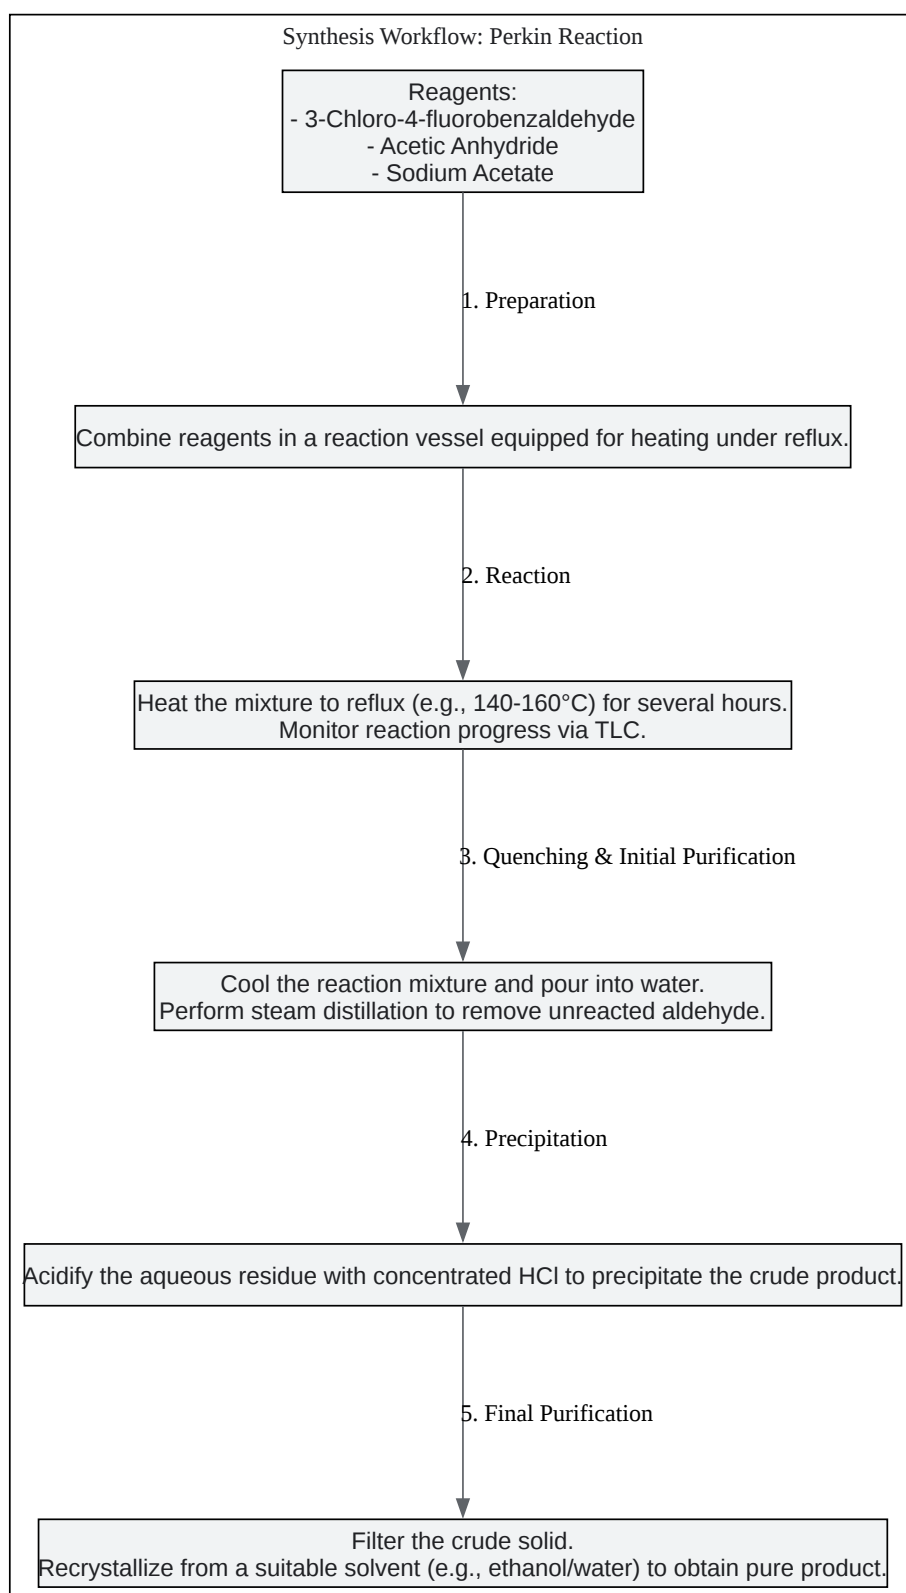 Synthesis Workflow: Perkin Reaction
Reagents:
- 3-Chloro-4-fluorobenzaldehyde
- Acetic Anhydride
- Sodium Acetate
1. Preparation
Combine reagents in a reaction vessel equipped for heating under reflux.
2. Reaction
Heat the mixture to reflux (e.g., 140-160°C) for several hours.
Monitor reaction progress via TLC.
3. Quenching & Initial Purification
Cool the reaction mixture and pour into water.
Perform steam distillation to remove unreacted aldehyde.
4. Precipitation
Acidify the aqueous residue with concentrated HCl to precipitate the crude product.
5. Final Purification
Filter the crude solid.
Recrystallize from a suitable solvent (e.g., ethanol/water) to obtain pure product.